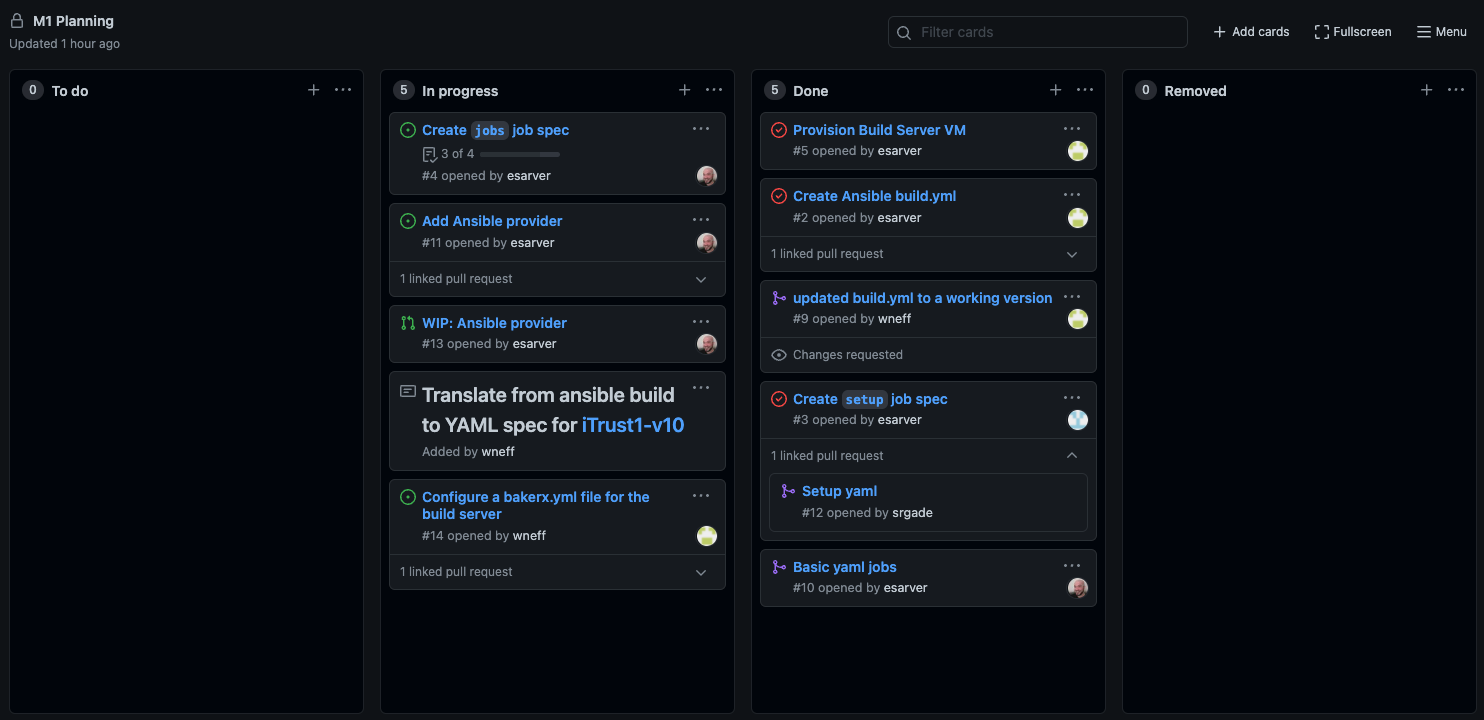 M1 Planning
Updated 1 hour ago
Filter cards
Add cards
Fullscreen
Menu
0 To do
5 In progress
Create jobs job spec
3 of 4
#4 opened by esarver
Add Ansible provider
#11 opened by esarver
1 linked pull request
WIP: Ansible provider
#13 opened by esarver
Translate from ansible build
to YAML spec for iTrust1-v10
Added by wneff
Configure a bakerx.yml file for the
build server
#14 opened by wneff
1 linked pull request
5 Done
Provision Build Server VM
#5 opened by esarver
Create Ansible build.yml
#2 opened by esarver
1 linked pull request
updated build.yml to a working version
#9 opened by wneff
Changes requested
Create setup job spec
#3 opened by esarver
1 linked pull request
Setup yaml
#12 opened by srgade
Basic yaml jobs
#10 opened by esarver
0 Removed